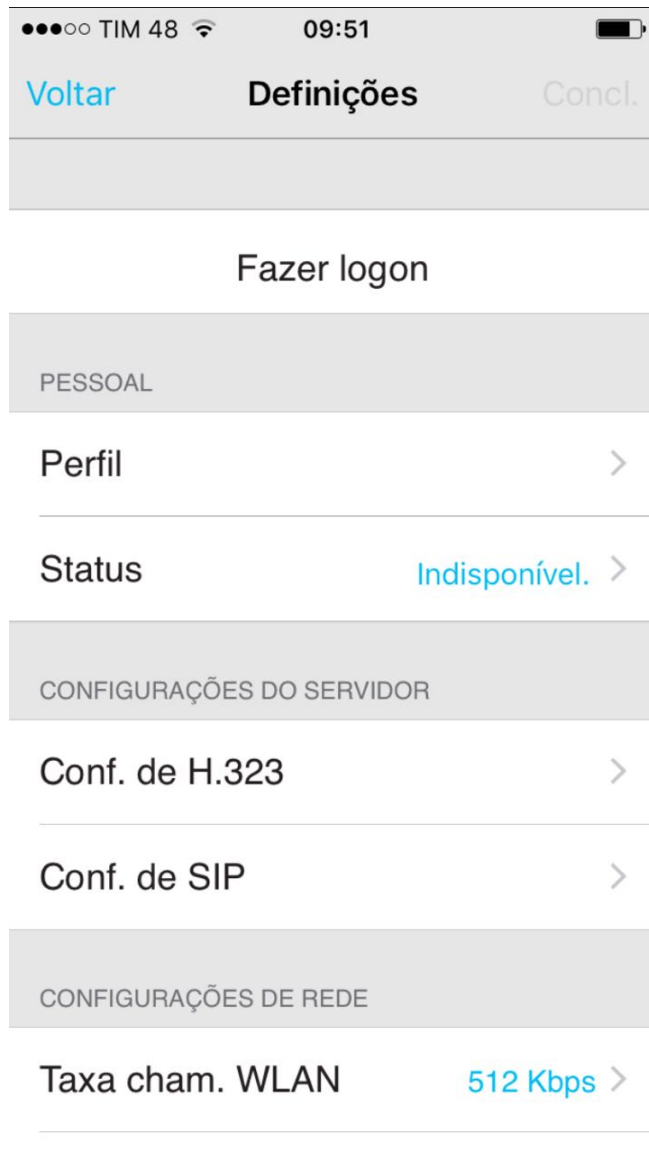 TIM 48 09:51
Voltar Definições Concl.
Fazer logon
PESSOAL
Perfil
Status Indisponível.
CONFIGURAÇÕES DO SERVIDOR
Conf. de H.323
Conf. de SIP
CONFIGURAÇÕES DE REDE
Taxa cham. WLAN 512 Kbps